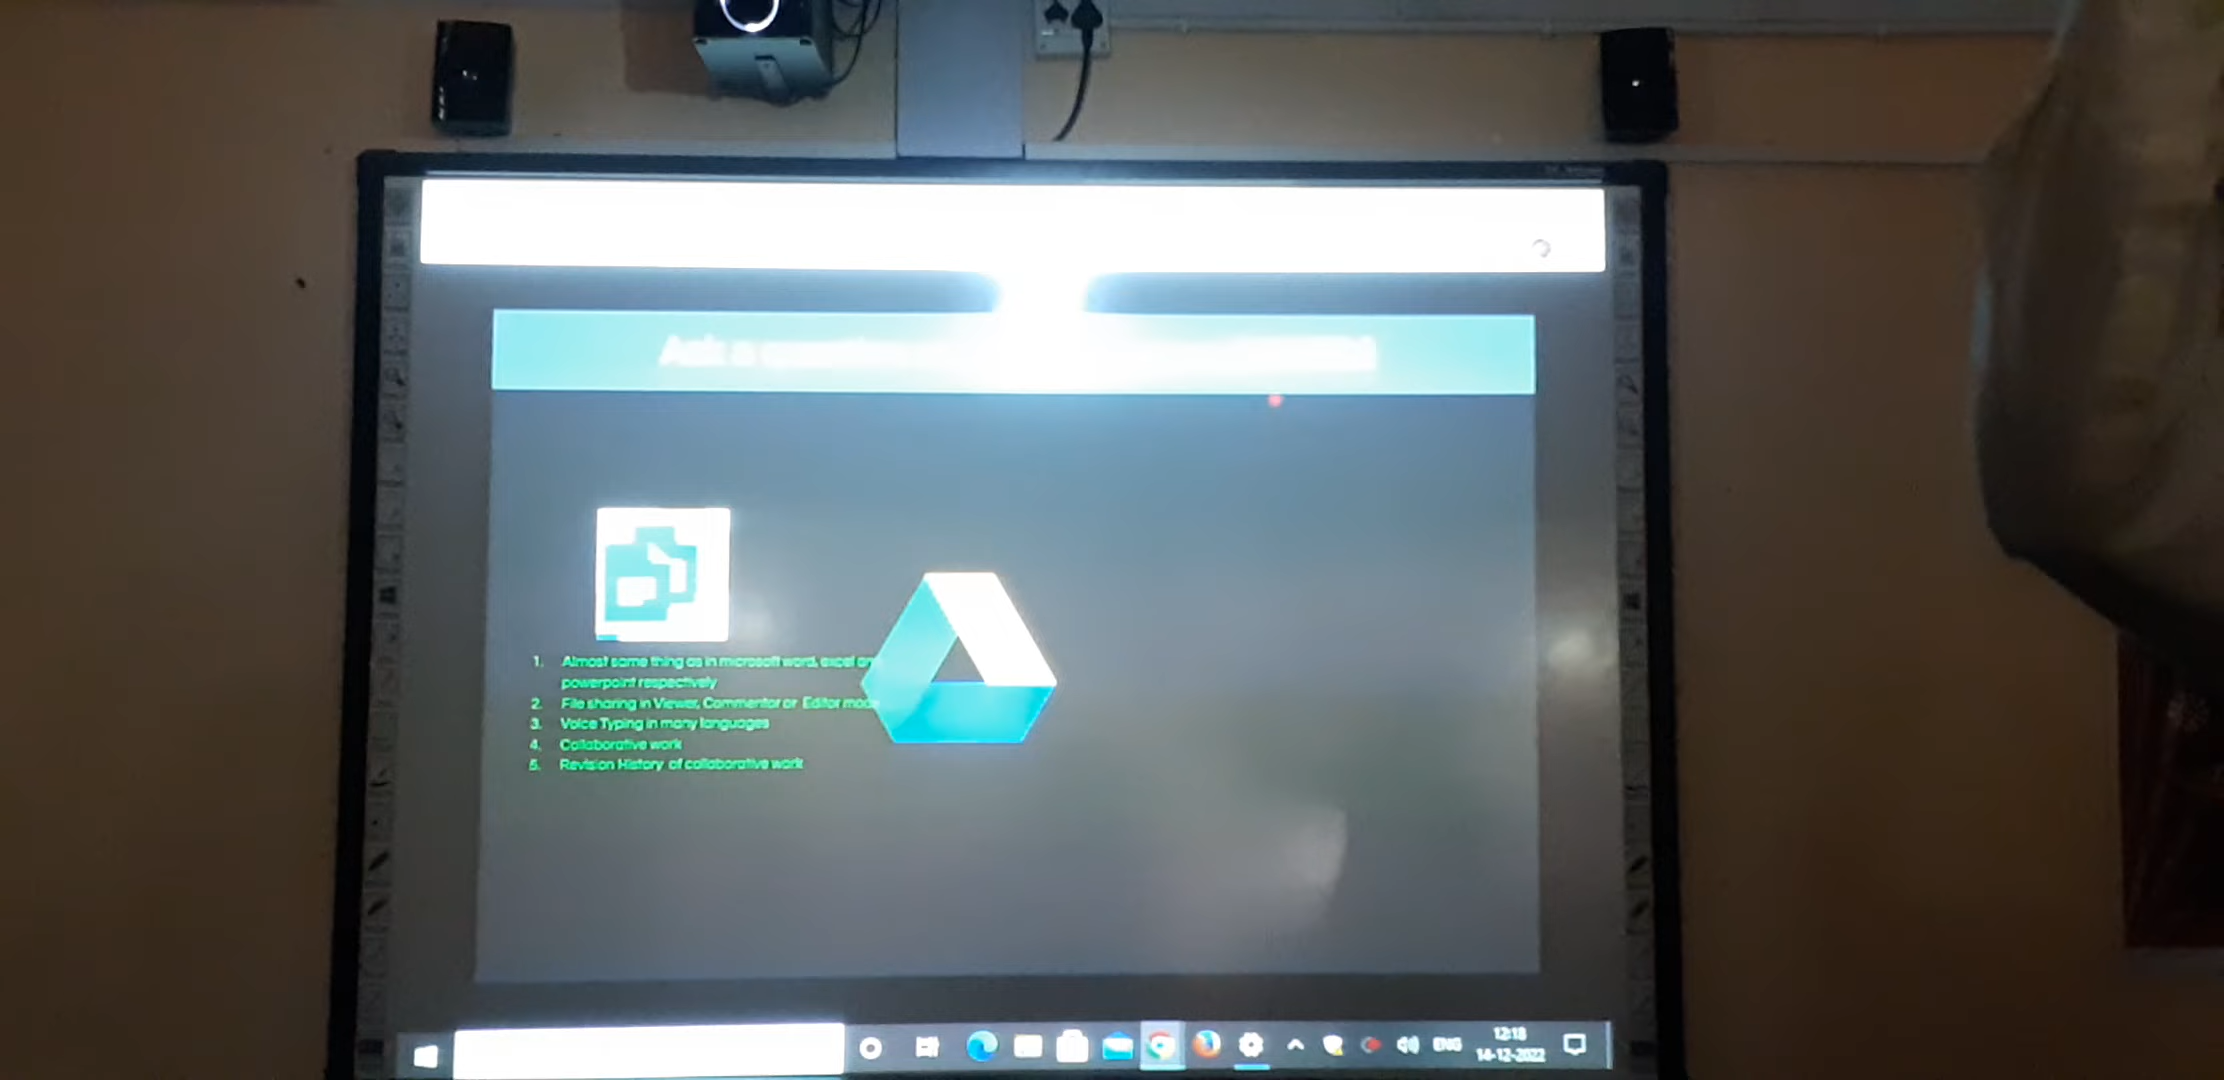 Ask a
1. Almost same thing as in microsoft word, excel
powerpoint respectively
2. File sharing in Viewer, Commentor or Editor
3. Voice Typing in many languages
4. Collaborative work
5. Revision History of collaborative work
ENG
12:18
14-12-2022